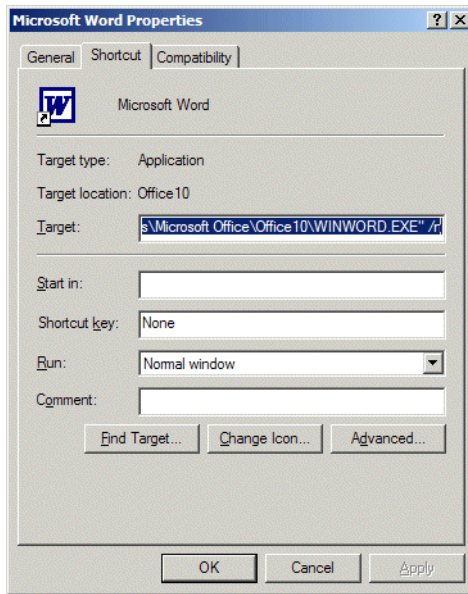 Microsoft Word Properties ? X
General Shortcut Compatibility
W
Microsoft Word
Target type: Application
Target location: Office10
Target: s\Microsoft Office\Office10\WINWORD.EXE" /r
Start in:
Shortcut key: None
Run: Normal window
Comment:
Find Target... Change Icon... Advanced...
OK Cancel Apply